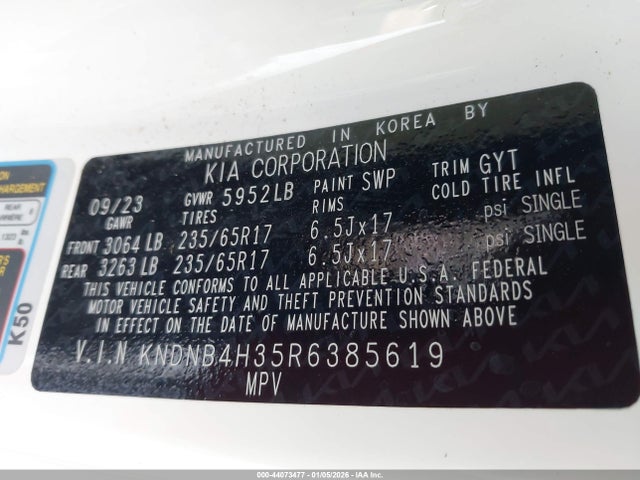 MANUFACTURED IN KOREA BY
KIA CORPORATION
09/23 GVWR 5952LB PAINT SWP TRIM GYT
GAWR TIRES RIMS COLD TIRE INFL
FRONT 3064 LB 235/65R17 6.5Jx17 psi SINGLE
REAR 3263 LB 235/65R17 6.5Jx17 psi SINGLE
THIS VEHICLE CONFORMS TO ALL APPLICABLE U.S.A. FEDERAL
MOTOR VEHICLE SAFETY AND THEFT PREVENTION STANDARDS
IN EFFECT ON THE DATE OF MANUFACTURE SHOWN ABOVE
V.I.N KNDNB4H35R6385619
MPV
REAR
K50
000-44073477 - 01/05/2026 - IAA Inc.